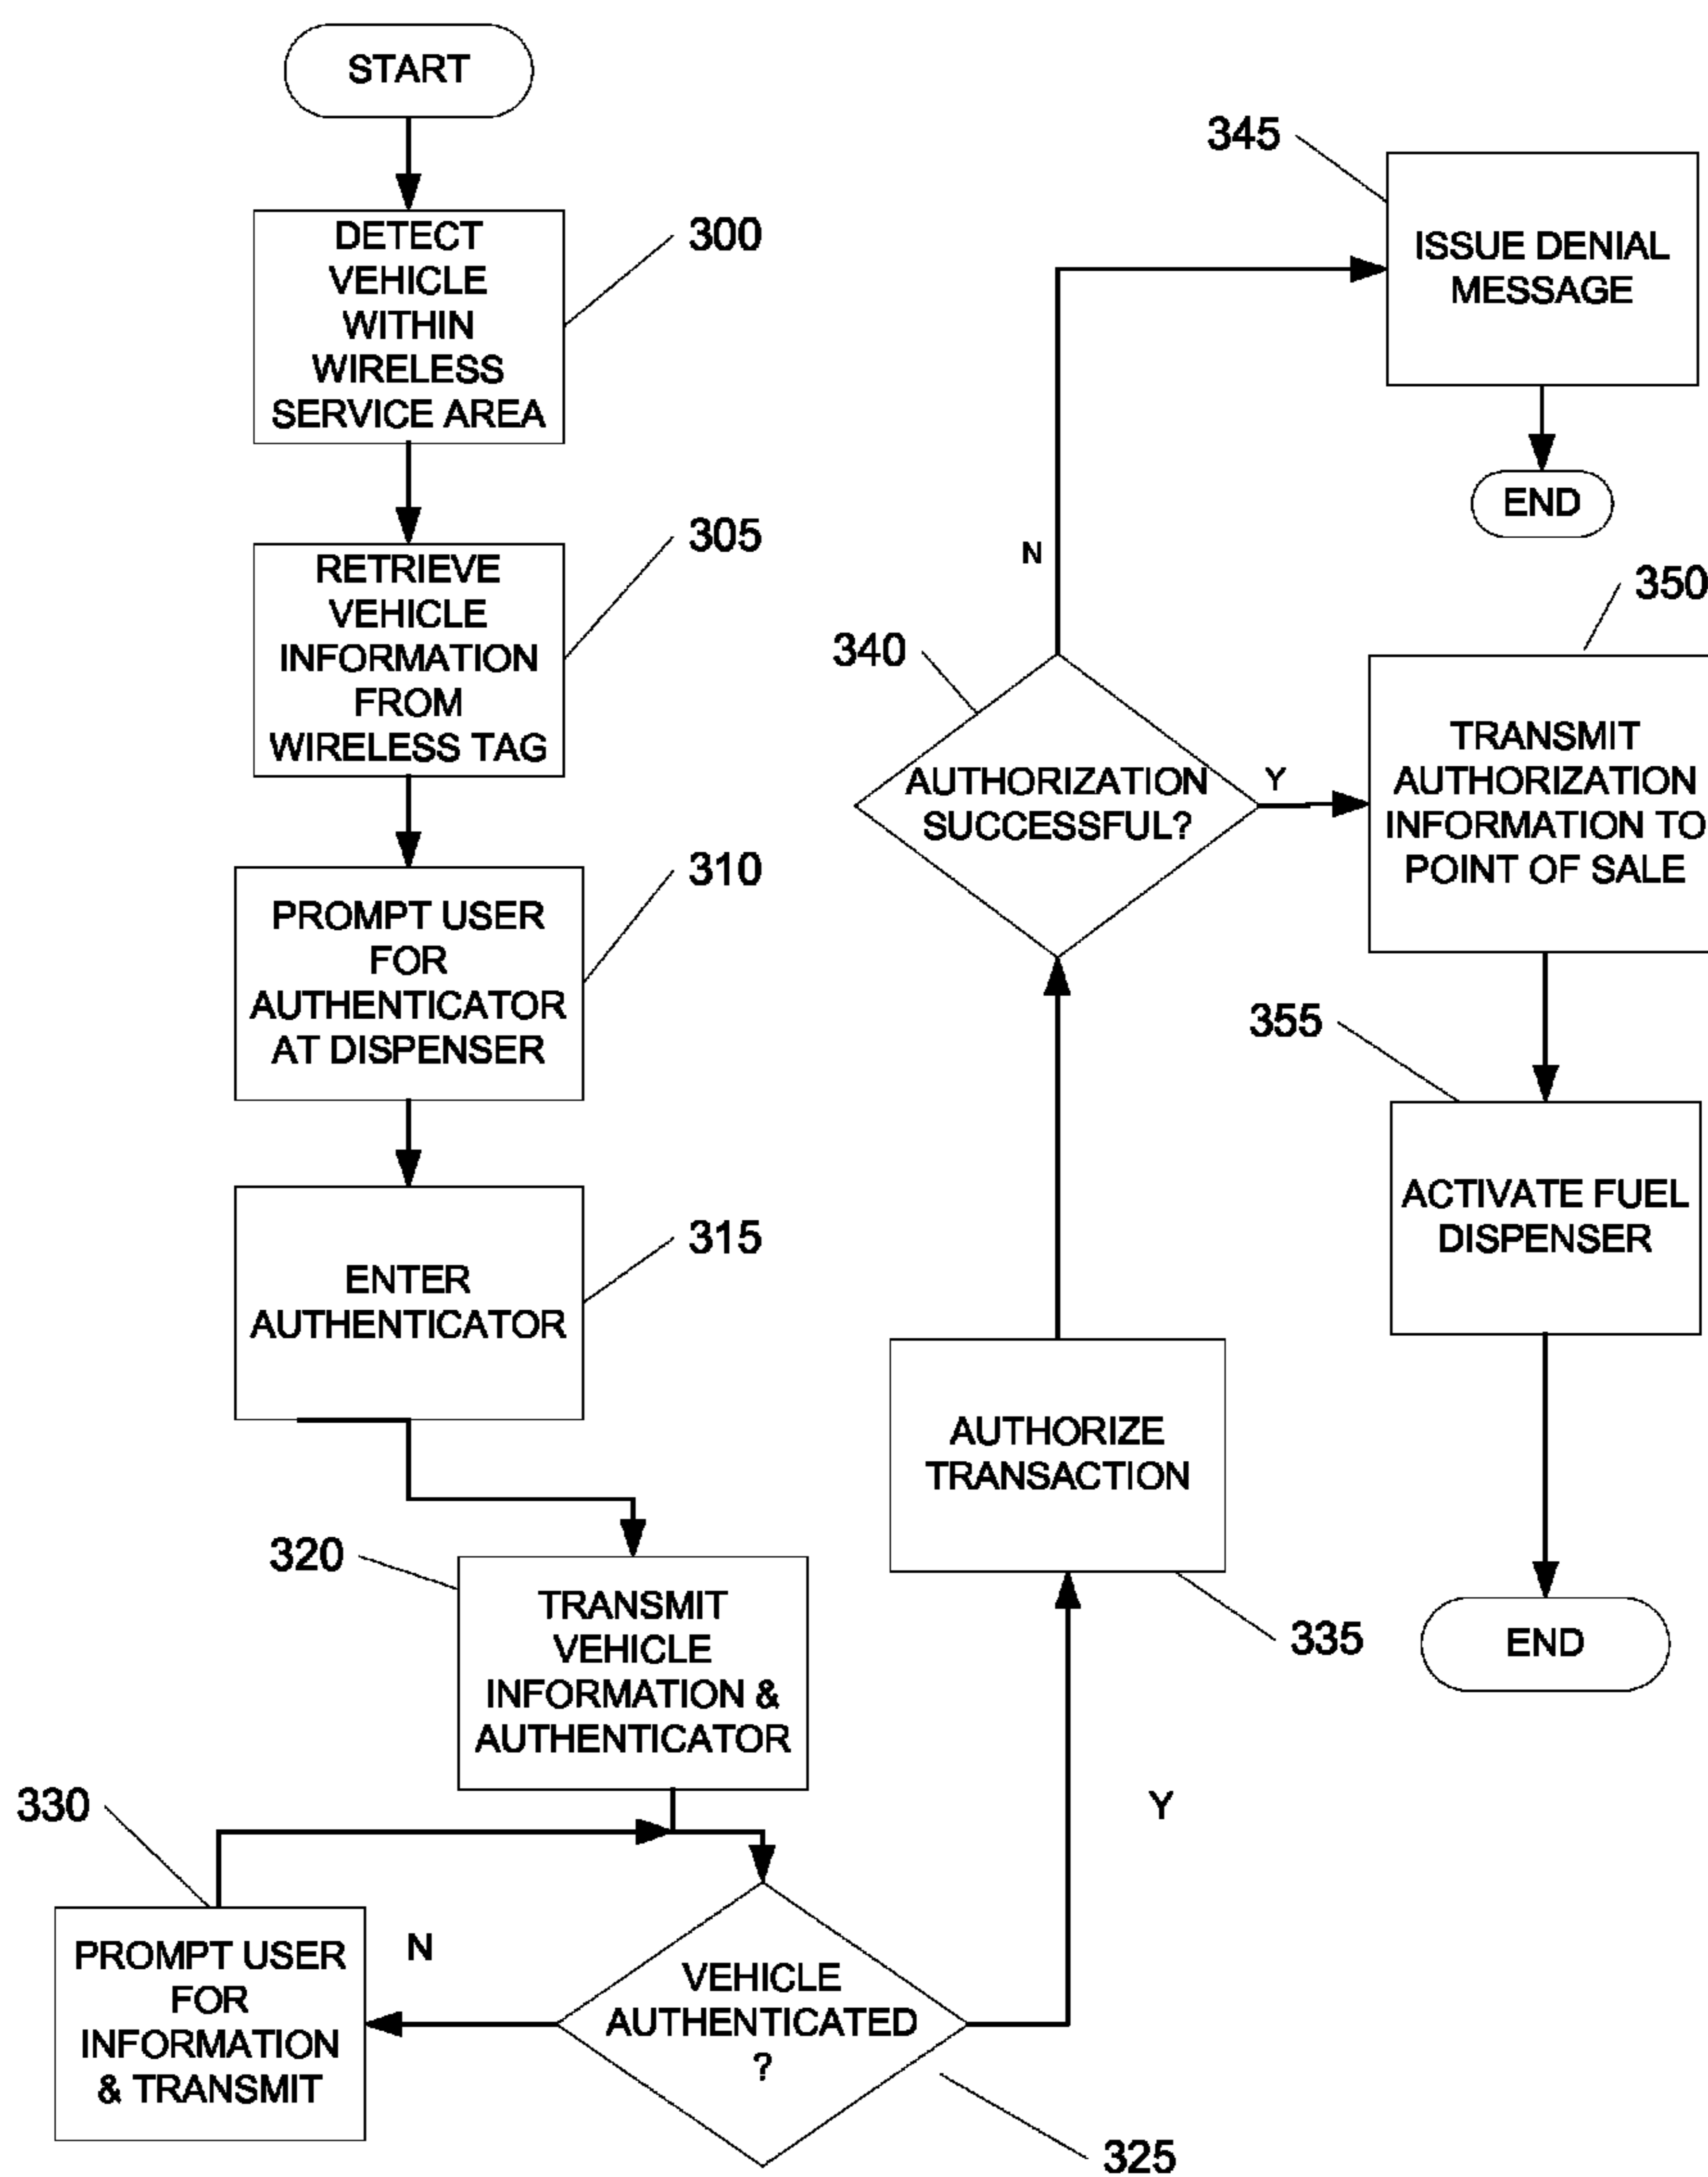 START
DETECT
VEHICLE
WITHIN
WIRELESS
SERVICE AREA
300
RETRIEVE
VEHICLE
INFORMATION
FROM
WIRELESS TAG
305
PROMPT USER
FOR
AUTHENTICATOR
AT DISPENSER
310
ENTER
AUTHENTICATOR
315
320
TRANSMIT
VEHICLE
INFORMATION &
AUTHENTICATOR
330
PROMPT USER
FOR
INFORMATION
& TRANSMIT
N
VEHICLE
AUTHENTICATED
?
325
Y
AUTHORIZE
TRANSACTION
335
340
AUTHORIZATION
SUCCESSFUL?
N
Y
345
ISSUE DENIAL
MESSAGE
END
350
TRANSMIT
AUTHORIZATION
INFORMATION TO
POINT OF SALE
355
ACTIVATE FUEL
DISPENSER
END